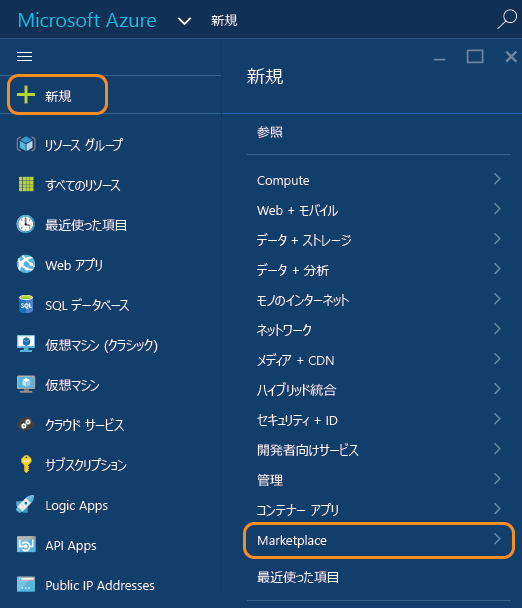 Microsoft Azure 新規
新規
リソース グループ
すべてのリソース
最近使った項目
Web アプリ
SQL データベース
仮想マシン (クラシック)
仮想マシン
クラウド サービス
サブスクリプション
Logic Apps
API Apps
Public IP Addresses
新規
参照
Compute
Web + モバイル
データ + ストレージ
データ + 分析
モノのインターネット
ネットワーク
メディア + CDN
ハイブリッド統合
セキュリティ + ID
開発者向けサービス
管理
コンテナー アプリ
Marketplace
最近使った項目